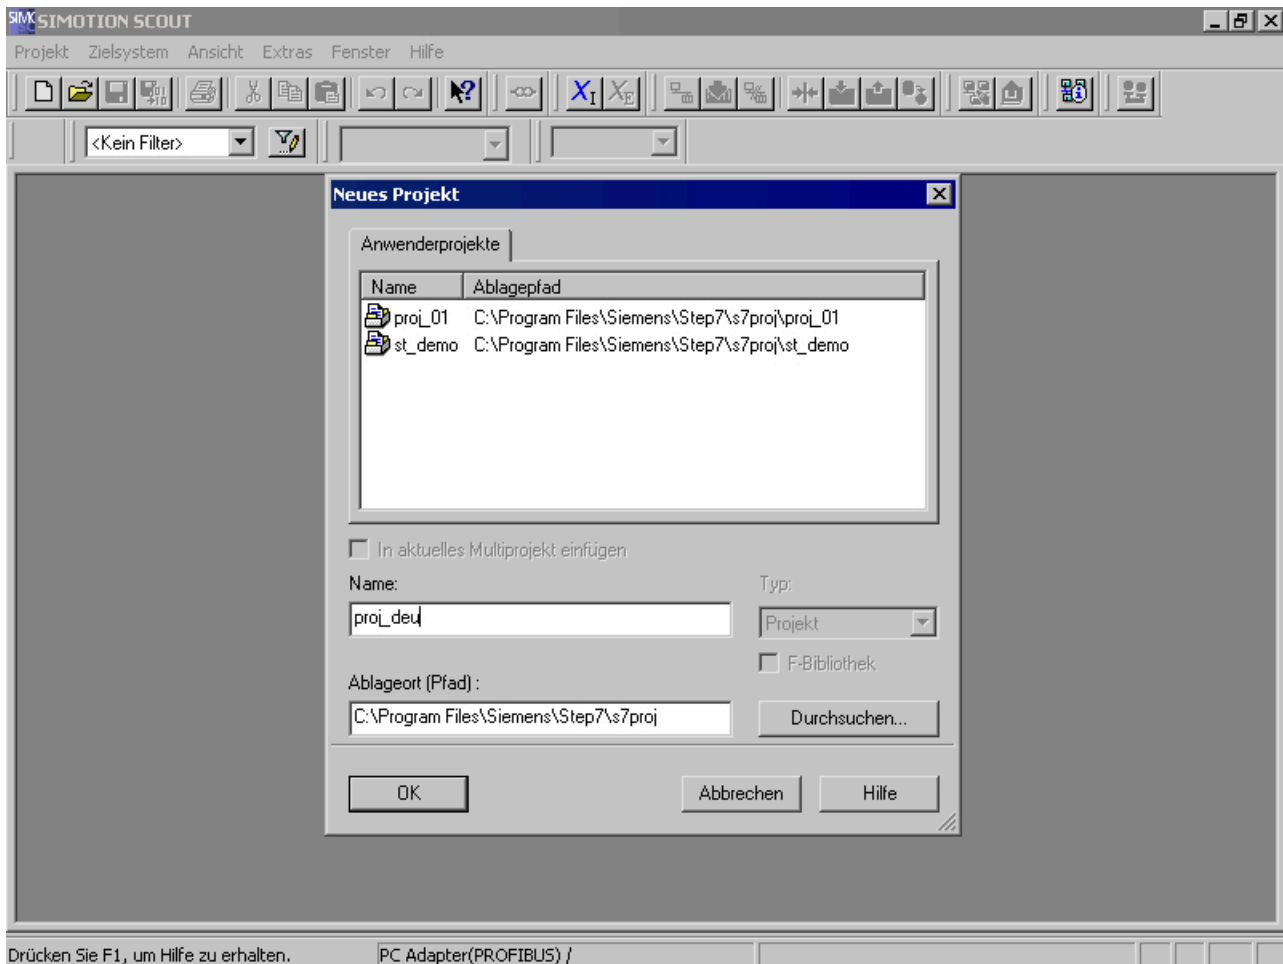 SIMOTION SCOUT
Projekt Zielsystem Ansicht Extras Fenster Hilfe
<Kein Filter>
Neues Projekt
Anwenderprojekte
Name Ablagepfad
proj_01 C:\Program Files\Siemens\Step7\s7proj\proj_01
st_demo C:\Program Files\Siemens\Step7\s7proj\st_demo
In aktuelles Multiprojekt einfügen
Name: Typ:
proj_deu Projekt
F-Bibliothek
Ablageort (Pfad) :
C:\Program Files\Siemens\Step7\s7proj Durchsuchen...
OK Abbrechen Hilfe
Drücken Sie F1, um Hilfe zu erhalten. PC Adapter(PROFIBUS) /